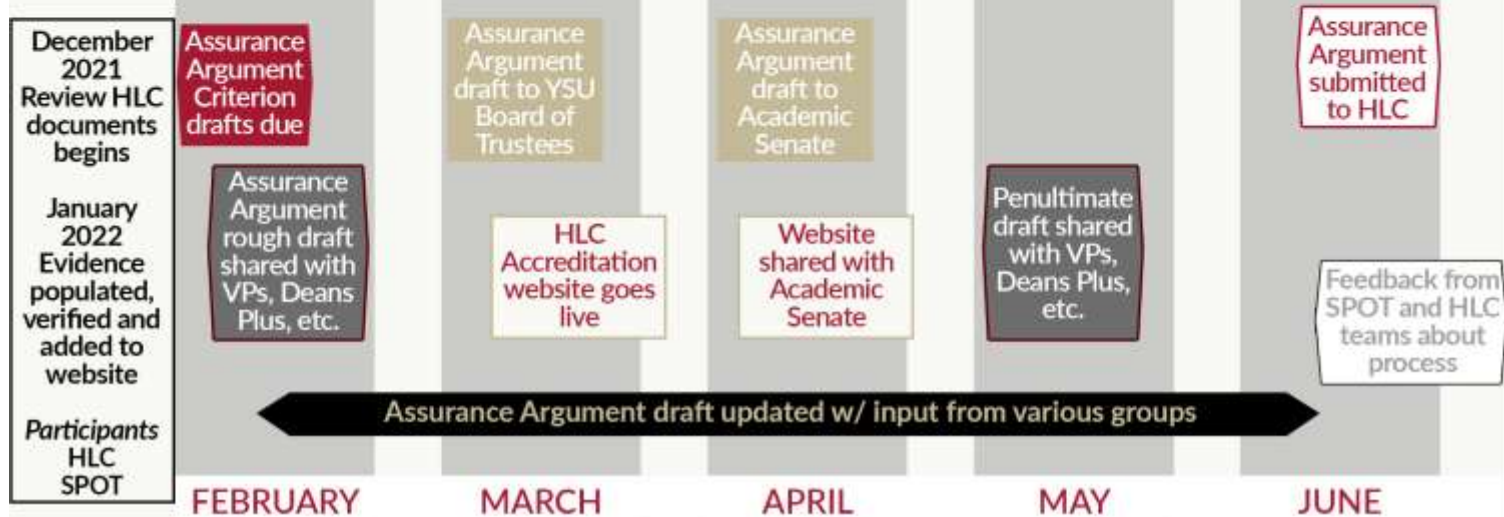 December
2021
Review HLC
documents
begins
January
2022
Evidence
populated,
verified and
added to
website
Participants
HLC
SPOT
Assurance
Argument
Criterion
drafts due
Assurance
Argument
rough draft
shared with
VPs, Deans
Plus, etc.
Assurance
Argument
draft to YSU
Board of
Trustees
HLC
Accreditation
website goes
live
Assurance
Argument
draft to
Academic
Senate
Website
shared with
Academic
Senate
Penultimate
draft shared
with VPs,
Deans Plus,
etc.
Assurance
Argument
submitted
to HLC
Feedback from
SPOT and HLC
teams about
process
Assurance Argument draft updated w/ input from various groups
FEBRUARY
MARCH
APRIL
MAY
JUNE